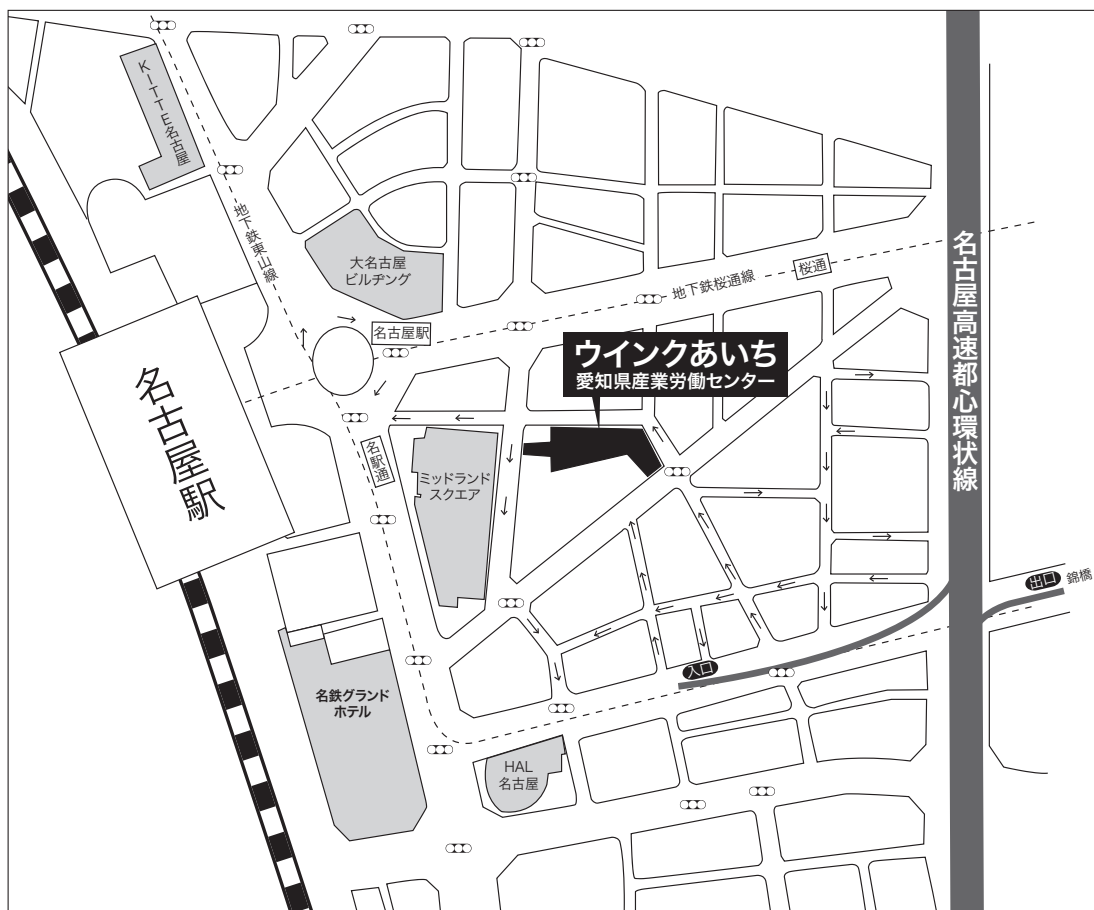 KITTE名古屋
地下鉄東山線
大名古屋
ビルヂング
名古屋駅
地下鉄桜通線
桜通
名古屋高速都心環状線
ウインクあいち
愛知県産業労働センター
名古屋駅
名駅通
ミッドランド
スクエア
出口
錦橋
入口
名鉄グランド
ホテル
HAL
名古屋